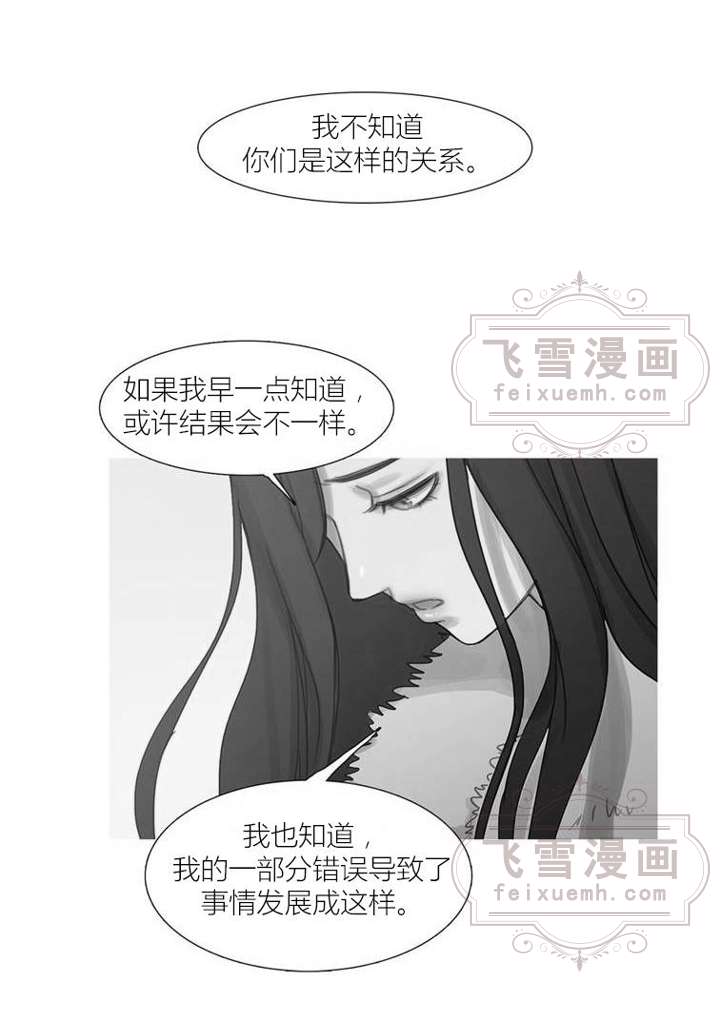 我不知道
你们是这样的关系。
飞雪漫画
feixuemh.com
如果我早一点知道，
或许结果会不一样。
我也知道，
我的一部分错误导致了
事情发展成这样。
飞雪漫画
feixuemh.com